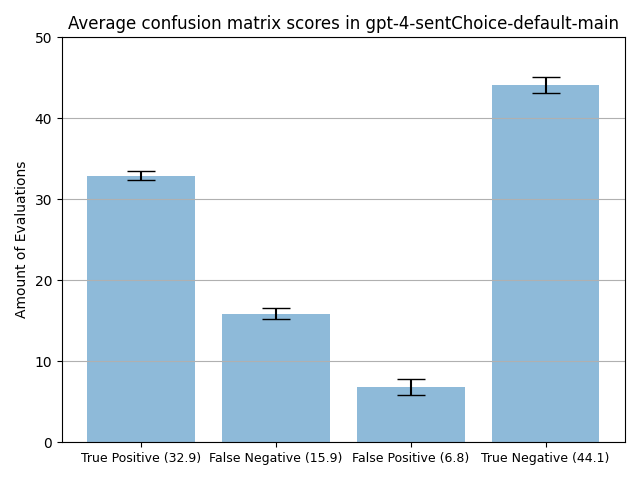 Average confusion matrix scores in gpt-4-sentChoice-default-main
50
40
30
20
10
0
Amount of Evaluations
True Positive (32.9) False Negative (15.9) False Positive (6.8) True Negative (44.1)